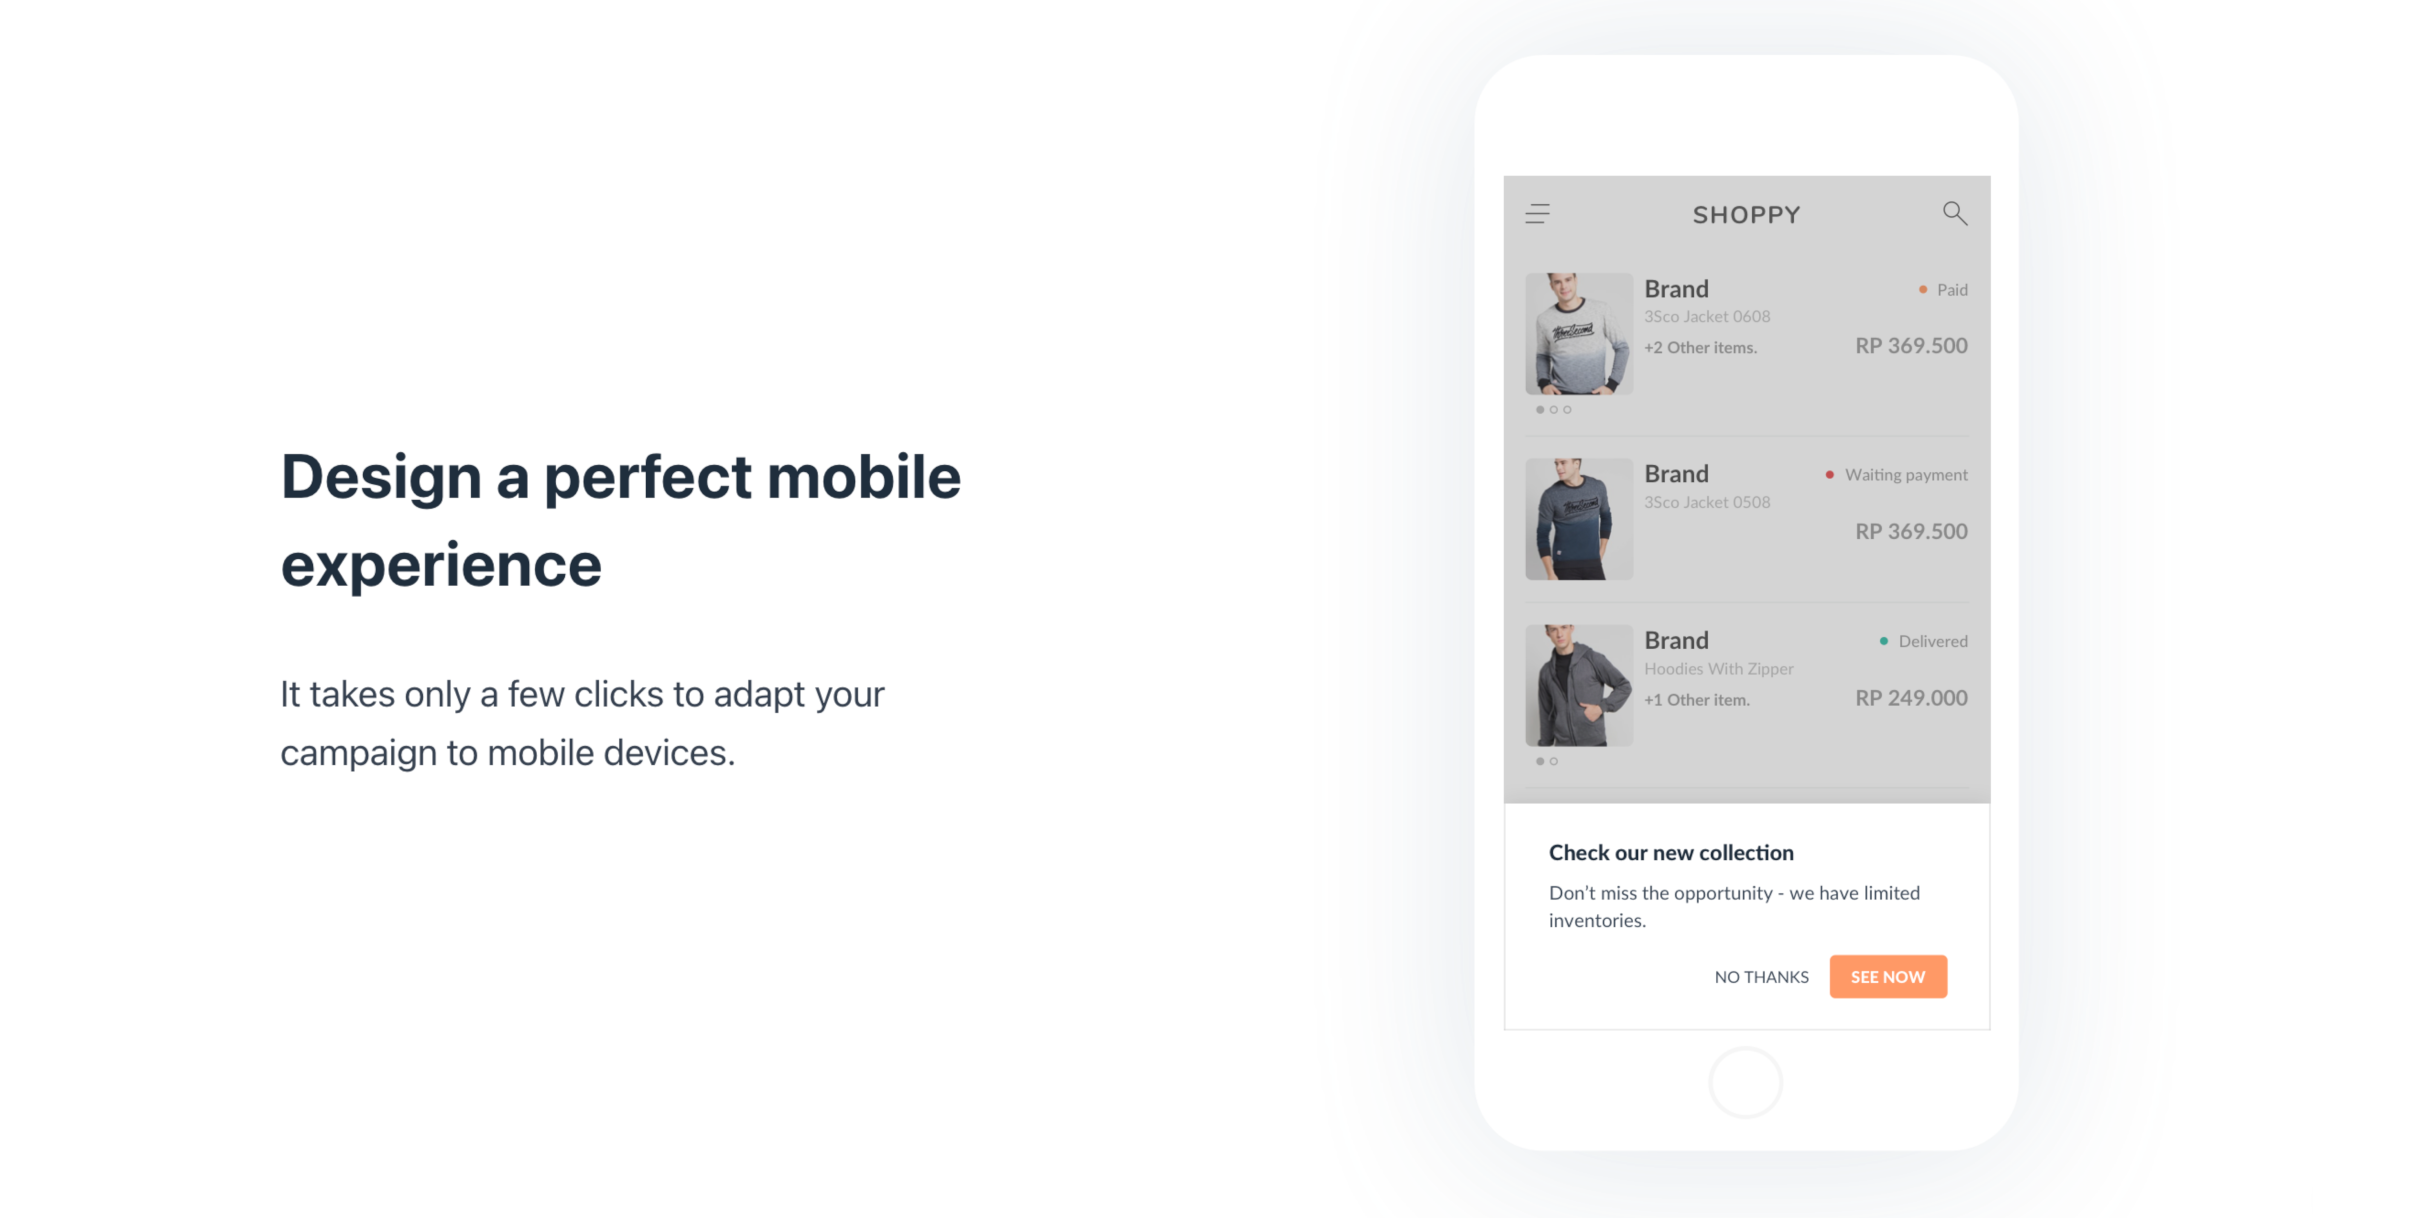 Design a perfect mobile
experience
It takes only a few clicks to adapt your
campaign to mobile devices.
SHOPPY
Brand
Paid
3Sco Jacket 0608
+2 Other items.
RP 369.500
Brand
Waiting payment
3Sco Jacket 0508
RP 369.500
Brand
Delivered
Hoodies With Zipper
+1 Other item.
RP 249.000
Check our new collection
Don’t miss the opportunity - we have limited
inventories.
NO THANKS
SEE NOW